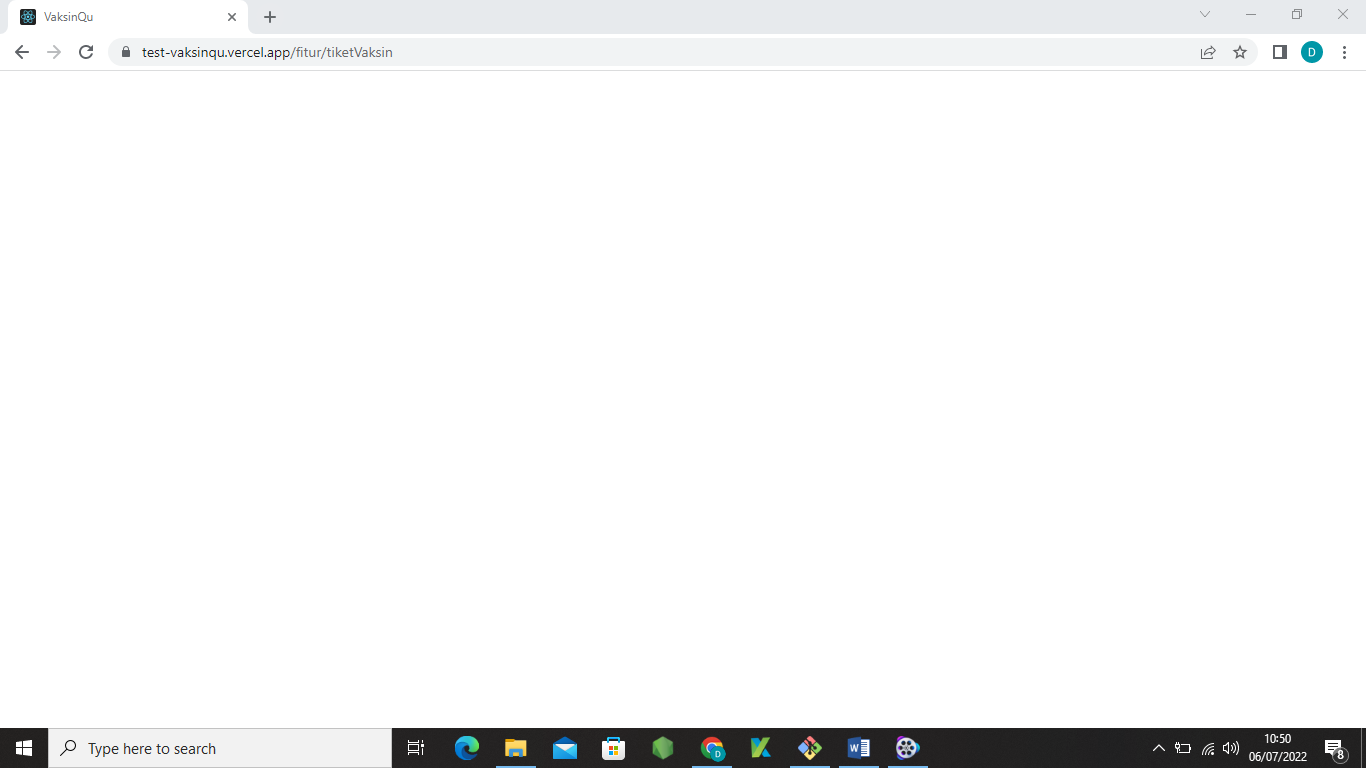 VaksinQu
test-vaksinqu.vercel.app/fitur/tiketVaksin
D
D
W
Type here to search
10:50
06/07/2022
8